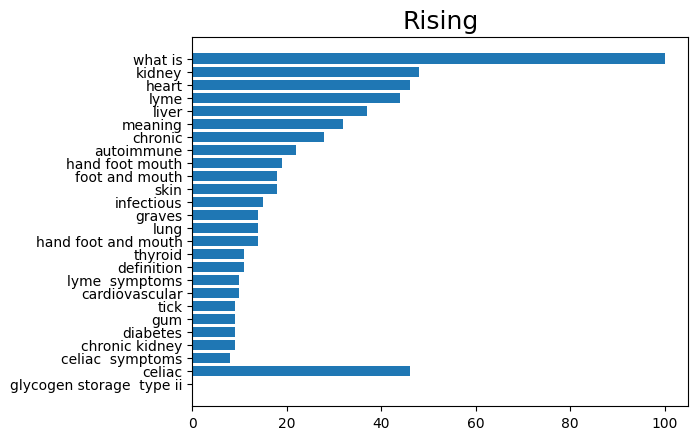 Rising
what is
kidney
heart
lyme
liver
meaning
chronic
autoimmune
hand foot mouth
foot and mouth
skin
infectious
graves
lung
hand foot and mouth
thyroid
definition
lyme  symptoms
cardiovascular
tick
gum
diabetes
chronic kidney
celiac  symptoms
celiac
glycogen storage  type ii
0 20 40 60 80 100